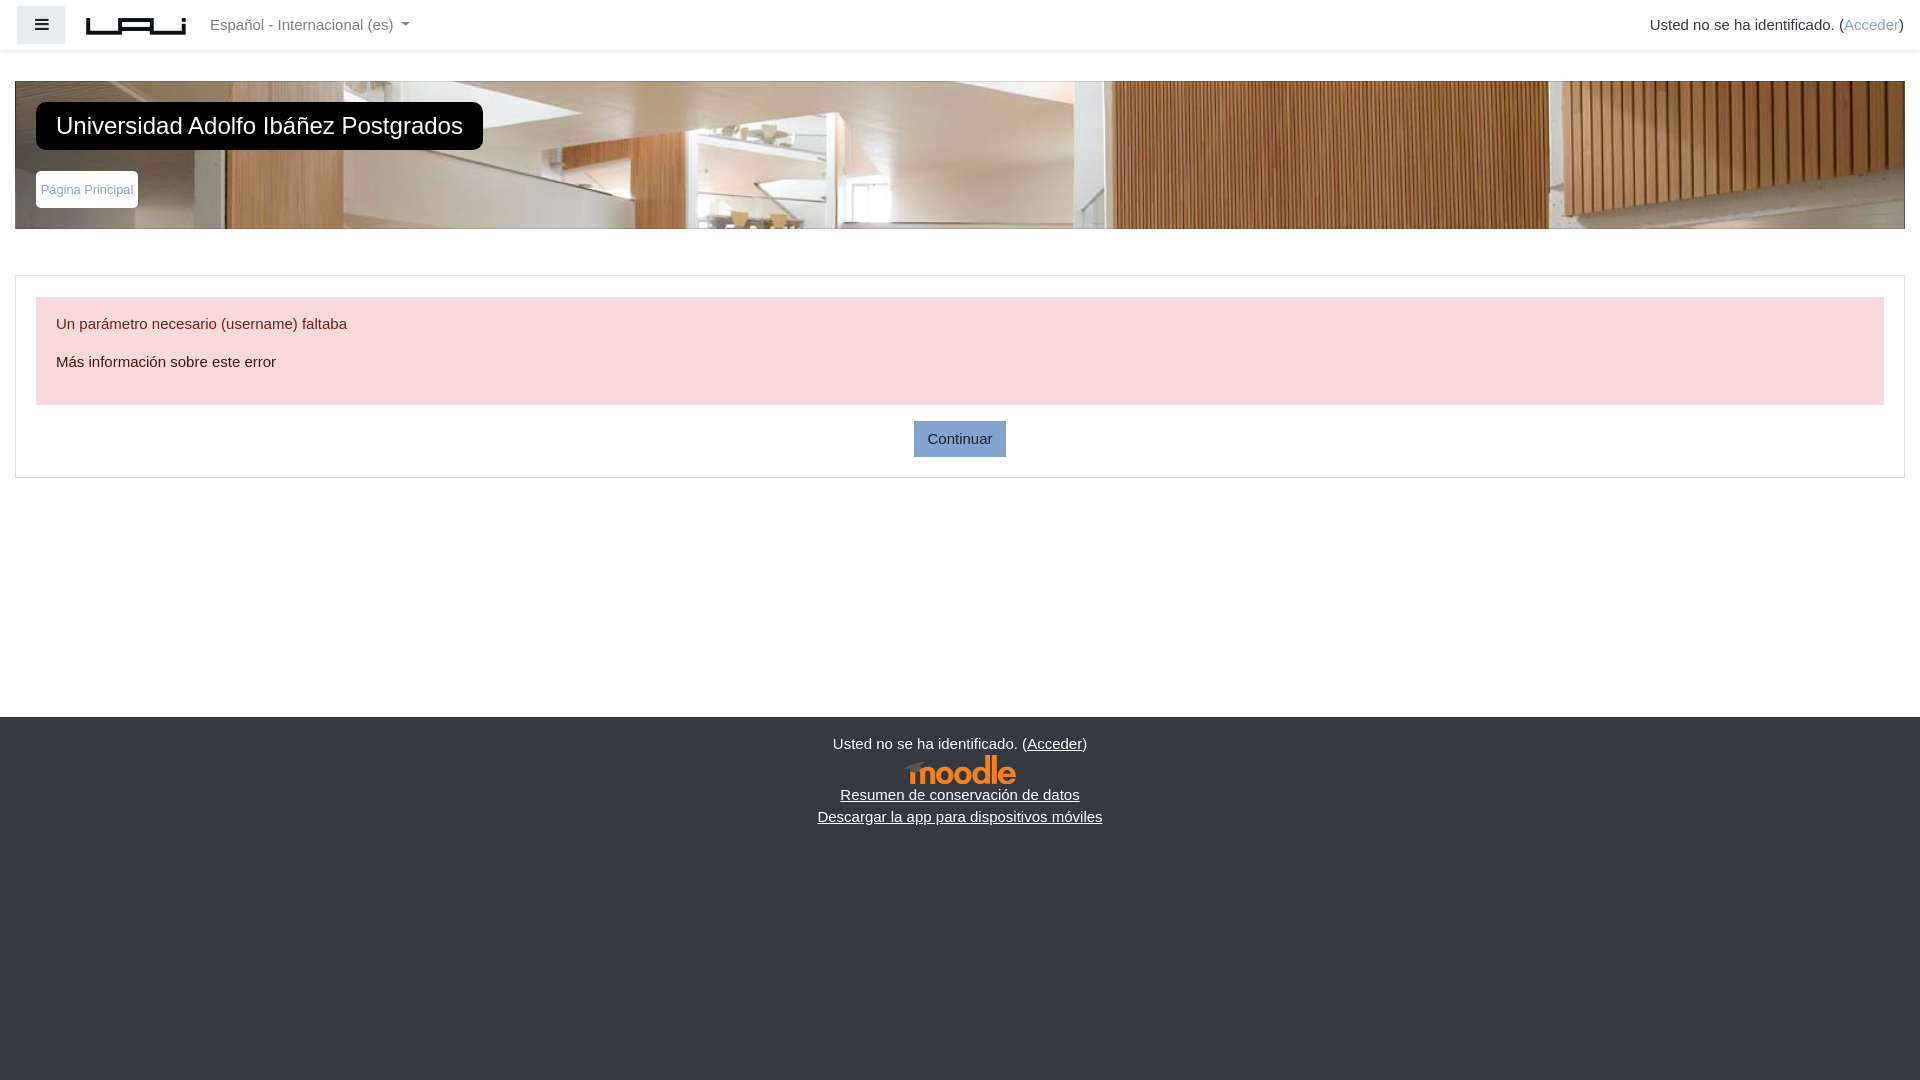 Español - Internacional (es)
Usted no se ha identificado. (Acceder)
Universidad Adolfo Ibáñez Postgrados
Página Principal
Un parámetro necesario (username) faltaba
Más información sobre este error
Continuar
Usted no se ha identificado. (Acceder)
moodle
Resumen de conservación de datos
Descargar la app para dispositivos móviles